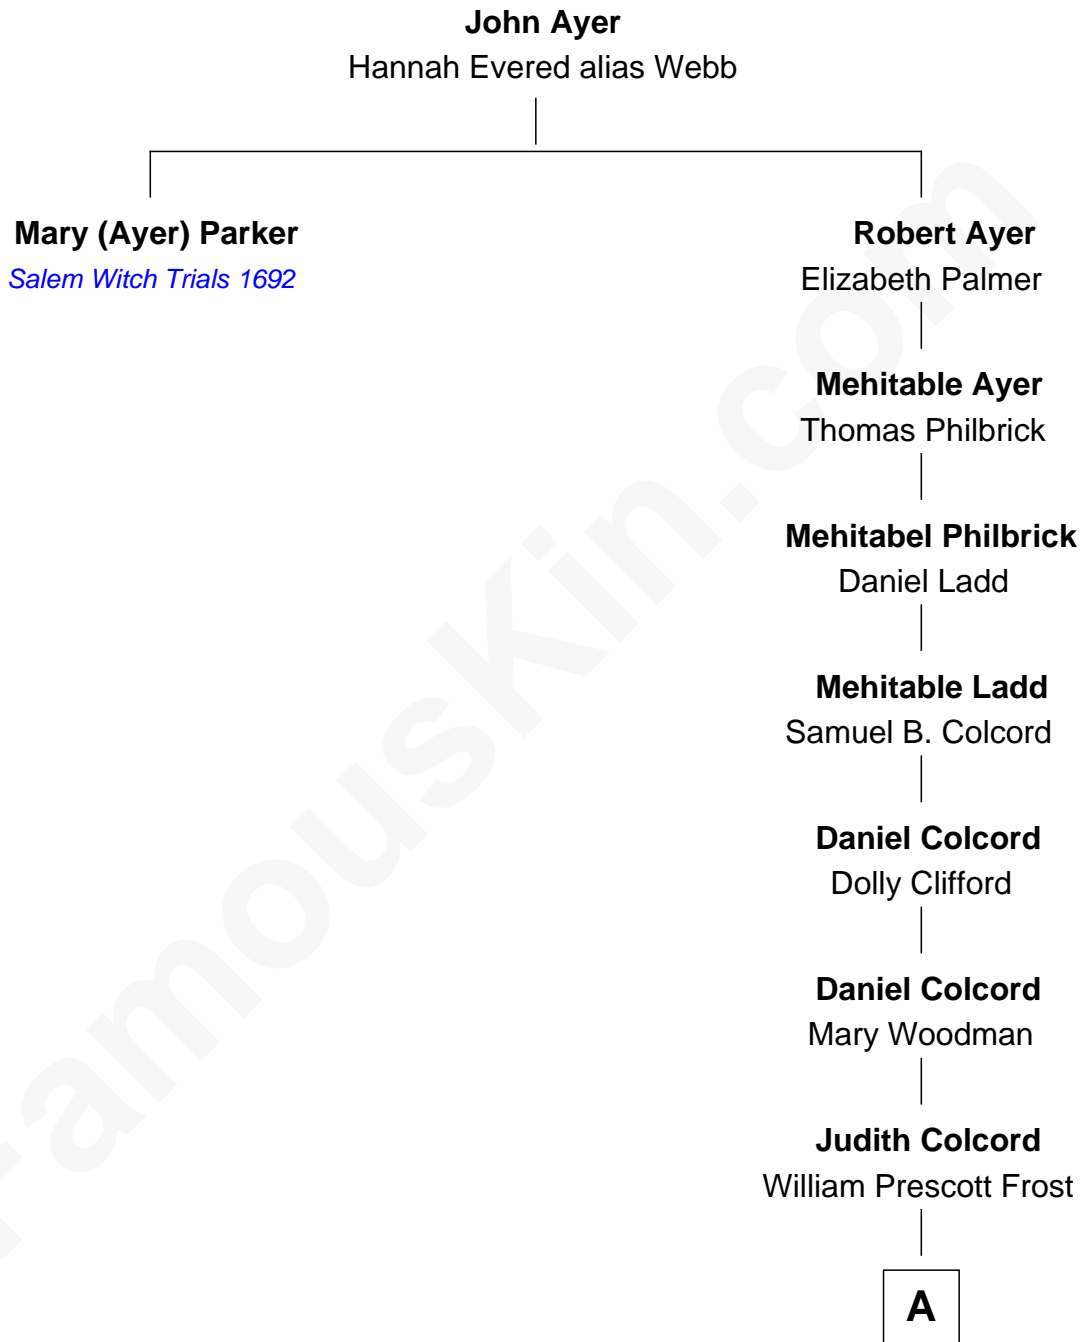 John Ayer
Hannah Evered alias Webb
Mary (Ayer) Parker
Salem Witch Trials 1692
Robert Ayer
Elizabeth Palmer
Mehitable Ayer
Thomas Philbrick
Mehitabel Philbrick
Daniel Ladd
Mehitable Ladd
Samuel B. Colcord
Daniel Colcord
Dolly Clifford
Daniel Colcord
Mary Woodman
Judith Colcord
William Prescott Frost
A
FamousKin.com